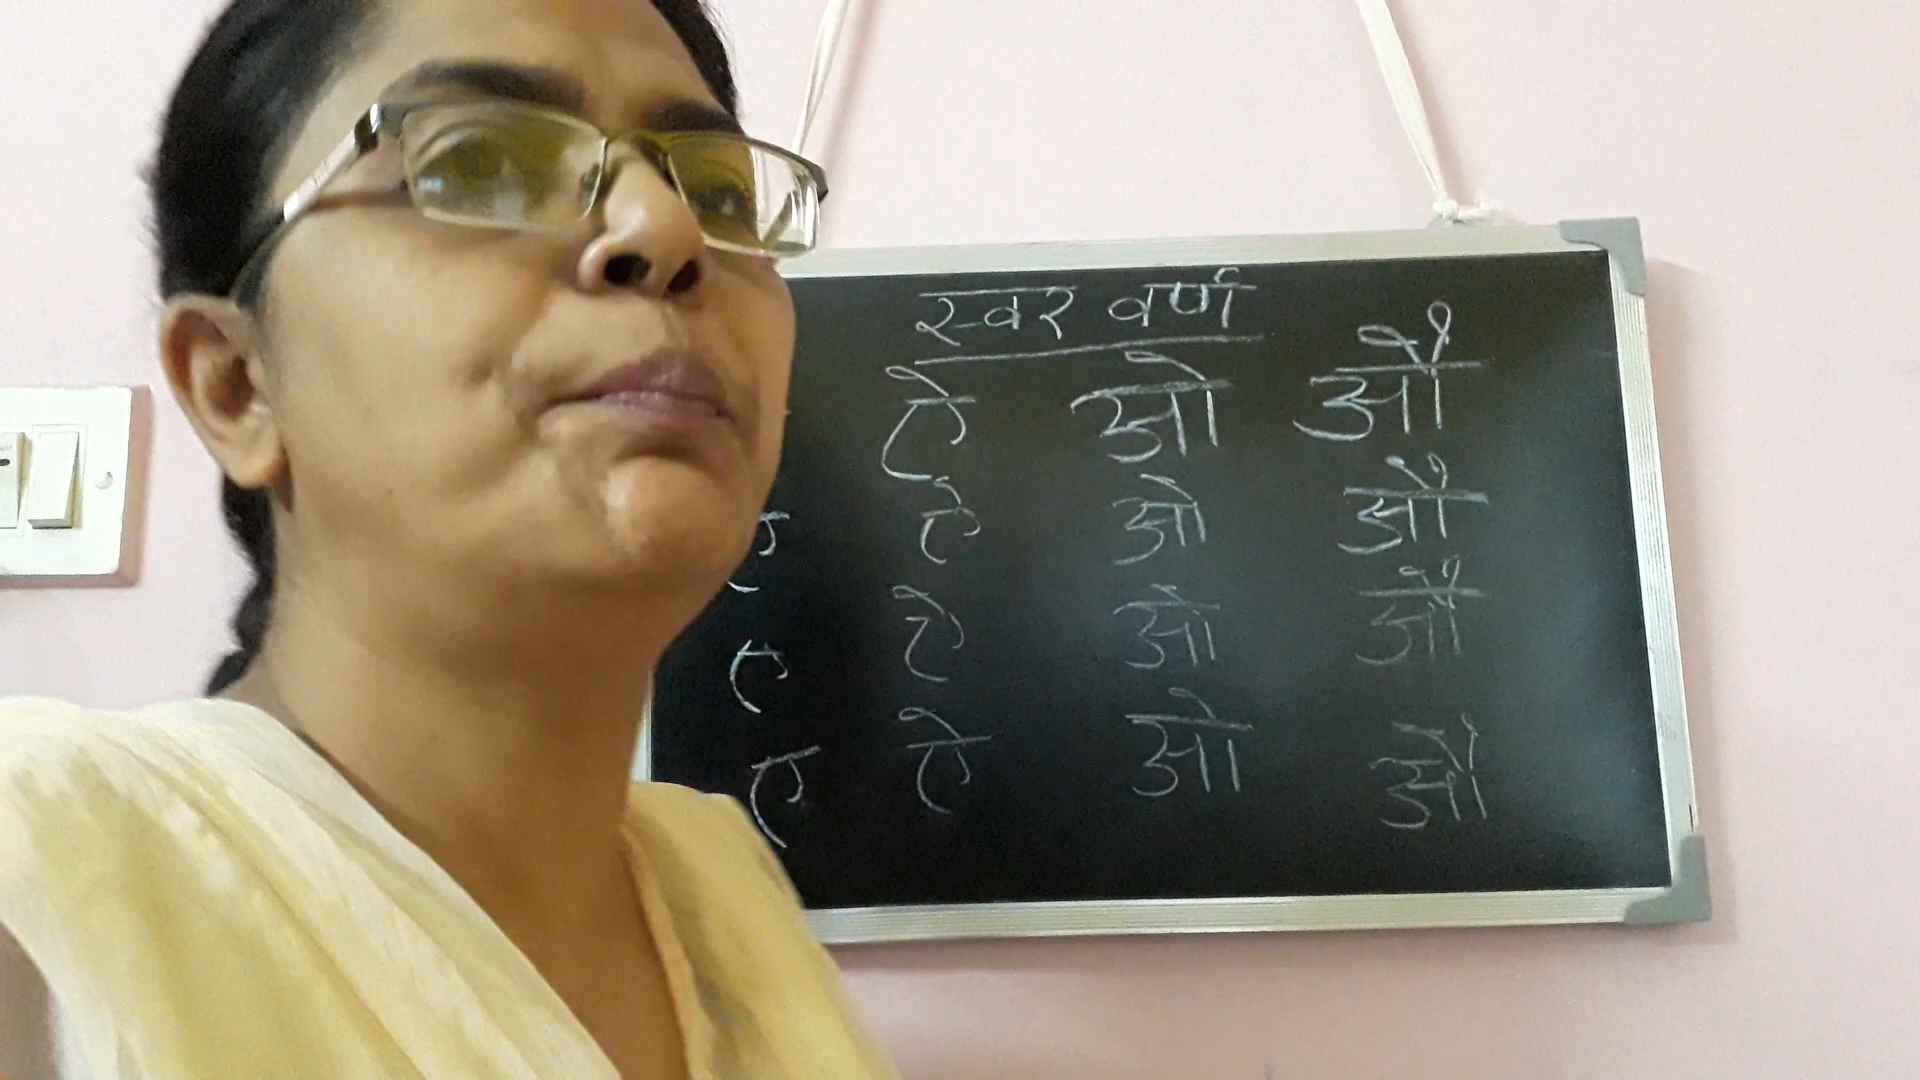 स्वर वर्ण
ऐ ओ औ
ए ऐ ओ औ
ए ऐ ओ औ
ए ऐ ओ औ